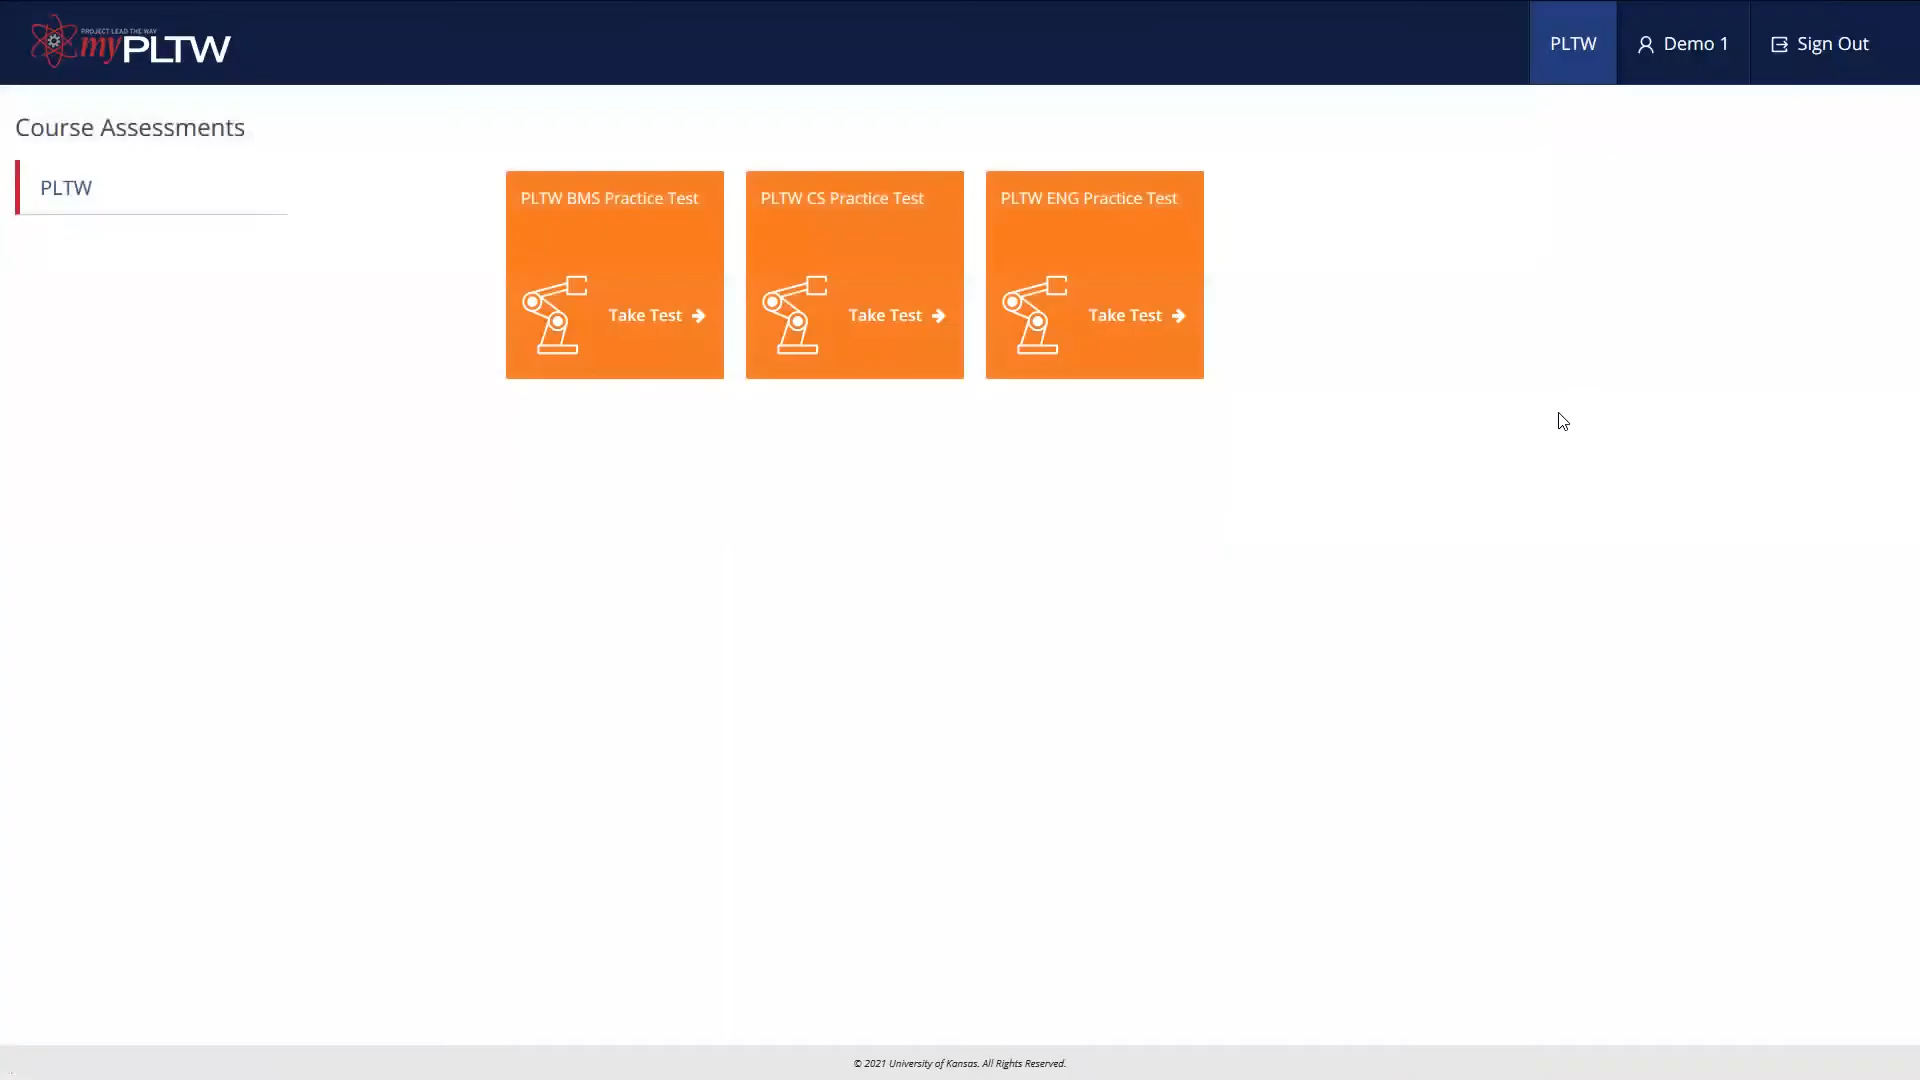 PROJECT LEAD THE WAY
myPLTW
PLTW
Demo 1
Sign Out
Course Assessments
PLTW
PLTW BMS Practice Test
Take Test
PLTW CS Practice Test
Take Test
PLTW ENG Practice Test
Take Test
© 2021 University of Kansas. All Rights Reserved.